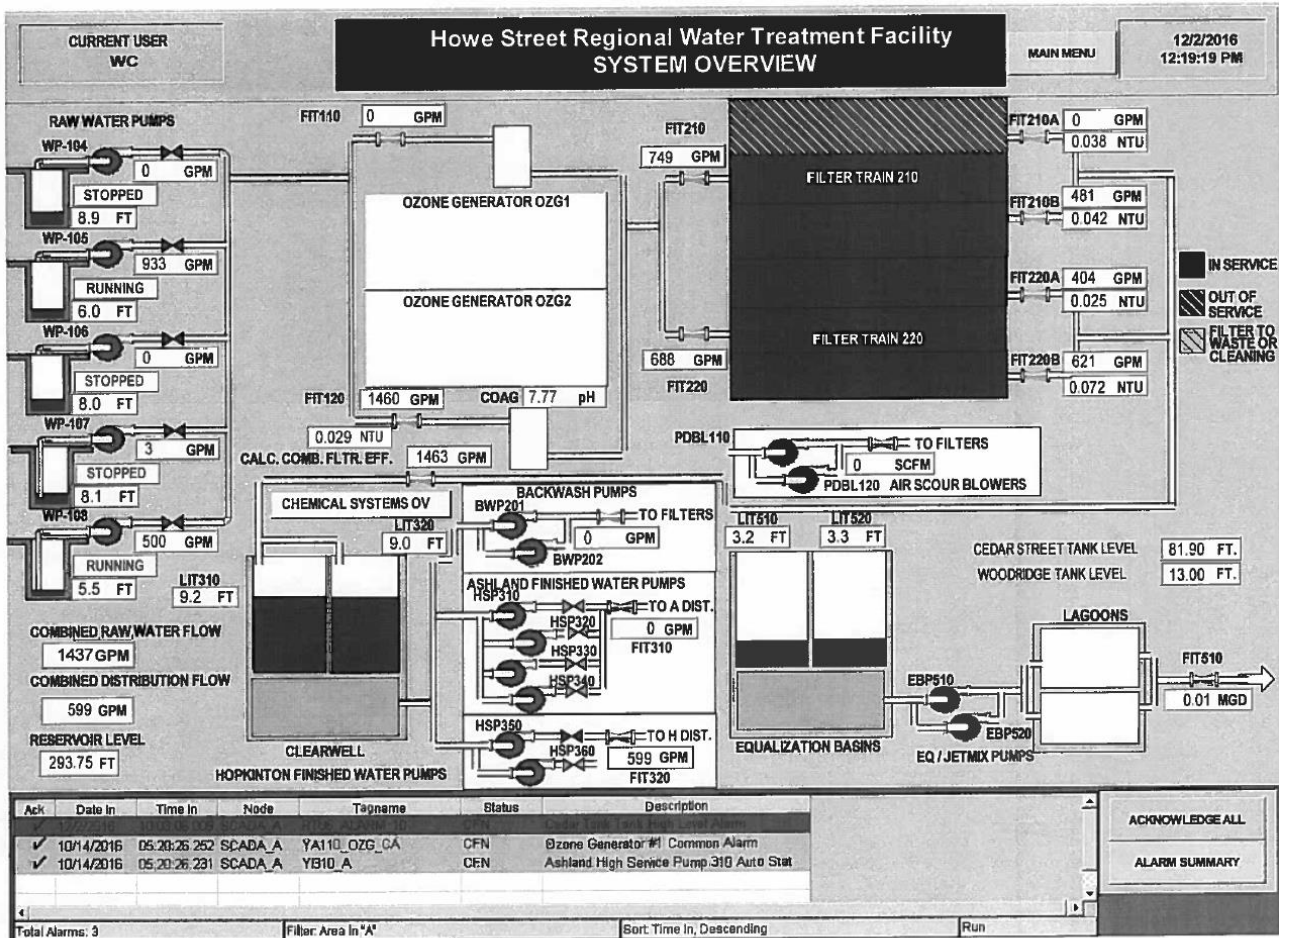 CURRENT USER
WC
Howe Street Regional Water Treatment Facility
SYSTEM OVERVIEW
MAIN MENU
12/2/2016
12:19:19 PM
RAW WATER PUMPS
WP-104
0 GPM
STOPPED
8.9 FT
WP-105
933 GPM
RUNNING
6.0 FT
WP-106
0 GPM
STOPPED
8.0 FT
WP-107
3 GPM
STOPPED
8.1 FT
WP-108
500 GPM
RUNNING
5.5 FT
LIT310
9.2 FT
COMBINED RAW WATER FLOW
1437 GPM
COMBINED DISTRIBUTION FLOW
599 GPM
RESERVOIR LEVEL
293.75 FT
FIT110
0 GPM
OZONE GENERATOR OZG1
OZONE GENERATOR OZG2
FIT120
1460 GPM
COAG 7.77 pH
0.029 NTU
CALC. COMB. FLTR. EFF.
1463 GPM
CHEMICAL SYSTEMS OV
LIT320
9.0 FT
CLEARWELL
HOPKINTON FINISHED WATER PUMPS
BACKWASH PUMPS
BWP201
TO FILTERS
0 GPM
BWP202
ASHLAND FINISHED WATER PUMPS
HSP310
TO A DIST.
HSP320
0 GPM
FIT310
HSP330
HSP340
HSP350
TO H DIST.
HSP360
599 GPM
FIT320
FIT210
749 GPM
688 GPM
FIT220
FILTER TRAIN 210
FILTER TRAIN 220
FIT210A
0 GPM
0.038 NTU
FIT210B
481 GPM
0.042 NTU
FIT220A
404 GPM
0.025 NTU
FIT220B
621 GPM
0.072 NTU
IN SERVICE
OUT OF
SERVICE
FILTER TO
WASTE OR
CLEANING
PDBL110
TO FILTERS
0 SCFM
PDBL120 AIR SCOUR BLOWERS
LIT510
3.2 FT
LIT520
3.3 FT
EQUALIZATION BASINS
CEDAR STREET TANK LEVEL 81.90 FT.
WOODRIDGE TANK LEVEL 13.00 FT.
LAGOONS
EBP510
EBP520
EQ / JETMIX PUMPS
FIT510
0.01 MGD
Ack Date In Time In Node Tagname Status Description
12/2/2016 SCADA_A CFN Cedar Tank Tank High Level Alarm
10/14/2016 05:20:26.252 SCADA_A YA110_OZG_CA CFN Ozone Generator #1 Common Alarm
10/14/2016 05:20:26.231 SCADA_A YB10_A CFN Ashland High Service Pump 310 Auto Stat
ACKNOWLEDGE ALL
ALARM SUMMARY
Total Alarms: 3
Filter: Area In "A"
Sort: Time In, Descending
Run